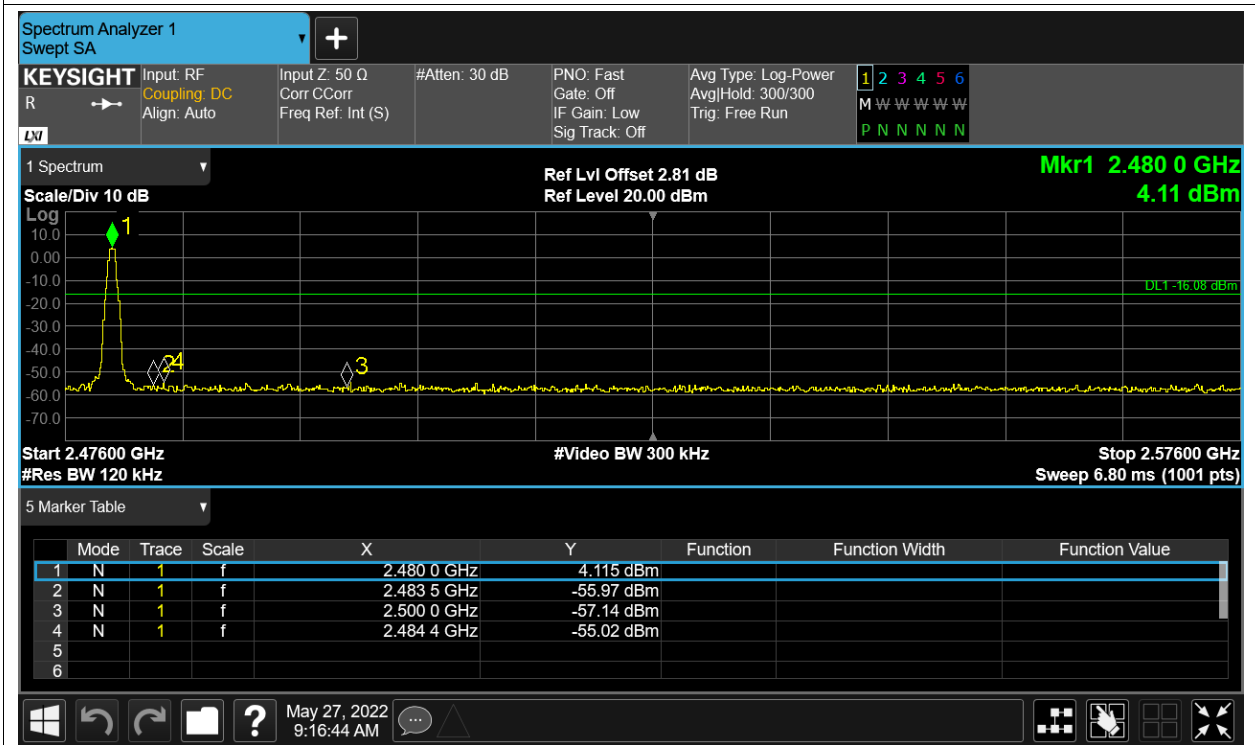 Spectrum Analyzer 1
Swept SA
+
KEYSIGHT
R
LXI
Input: RF
Coupling: DC
Align: Auto
Input Z: 50 Ω
Corr CCorr
Freq Ref: Int (S)
#Atten: 30 dB
PNO: Fast
Gate: Off
IF Gain: Low
Sig Track: Off
Avg Type: Log-Power
Avg|Hold: 300/300
Trig: Free Run
1 2 3 4 5 6
M W W W W W
P N N N N N
1 Spectrum
Scale/Div 10 dB
Ref Lvl Offset 2.81 dB
Ref Level 20.00 dBm
Mkr1 2.480 0 GHz
4.11 dBm
Log
10.0
0.00
-10.0
-20.0
-30.0
-40.0
-50.0
-60.0
-70.0
1
DL1 -16.08 dBm
2 4
3
Start 2.47600 GHz
#Res BW 120 kHz
#Video BW 300 kHz
Stop 2.57600 GHz
Sweep 6.80 ms (1001 pts)
5 Marker Table
Mode Trace Scale X Y Function Function Width Function Value
1 N 1 f 2.480 0 GHz 4.115 dBm
2 N 1 f 2.483 5 GHz -55.97 dBm
3 N 1 f 2.500 0 GHz -57.14 dBm
4 N 1 f 2.484 4 GHz -55.02 dBm
5
6
?
May 27, 2022
9:16:44 AM